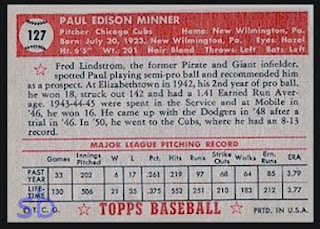 127
PAUL EDISON MINNER
Pitcher Chicago Cubs Home: New Wilmington, Pa.
Born: July 30, 1923, New Wilmington, Pa. Eyes: Hazel
Ht.: 6'5" Wt.: 201 Hair: Blond Throws: Left Bats: Left
Fred Lindstrom, the former Pirate and Giant infielder,
spotted Paul playing semi-pro ball and recommended him
as a prospect. At Elizabethtown in 1942, his 2nd year of pro ball,
he won 18, struck out 142 and had a 1.41 Earned Run Aver-
age. 1943-44-45 were spent in the Service and at Mobile in
'46, he won 16. He came up with the Dodgers in '48 after a
trial in '46. In '50, he went to the Cubs, where he had an 8-13
record.
MAJOR LEAGUE PITCHING RECORD
Games Innings Pitched W L Pct. Hits Runs Strike Outs Walks Ern. Runs ERA
PAST YEAR 33 202 6 17 .261 219 95 68 64 85 3.79
LIFE-TIME 130 506 21 35 .375 552 251 187 183 212 3.77
© T. C. G. TOPPS BASEBALL PRTD. IN U.S.A.